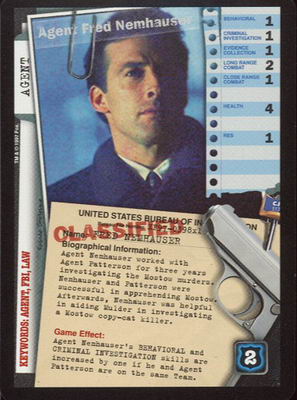 Agent Fred Nemhauser
AGENT
TM & © 1997 Fox.
KEYWORDS: AGENT, FBI, LAW
BEHAVIORAL 1
CRIMINAL INVESTIGATION 1
EVIDENCE COLLECTION 1
LONG RANGE COMBAT 2
CLOSE RANGE COMBAT 1
HEALTH 4
RES 1
UNITED STATES BUREAU OF IN
CLASSIFIED
Name: FRED NEMHAUSER
Biographical Information:
Agent Nemhauser worked with
Agent Patterson for three years
investigating the Mostow murders.
Nemhauser and Patterson were
successful in apprehending Mostow.
Afterwards, Nemhauser was helpful
in aiding Mulder in investigating
a Mostow copy-cat killer.
Game Effect:
Agent Nemhauser's BEHAVIORAL and
CRIMINAL INVESTIGATION skills are
increased by one if he and Agent
Patterson are on the same Team.
2